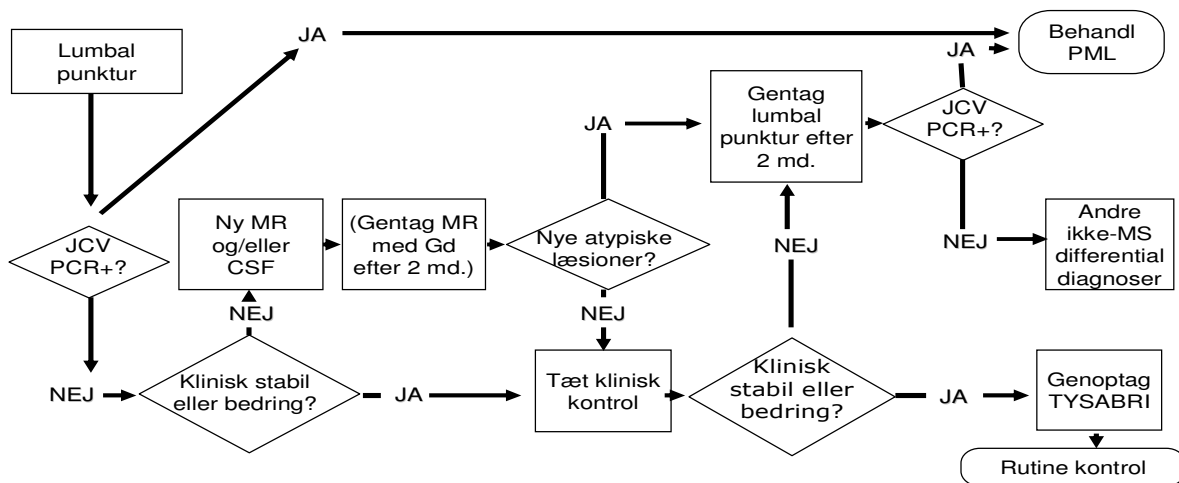 Lumbal
punktur
JA
Behandl
PML
JCV
PCR+?
NEJ
Klinisk stabil
eller bedring?
NEJ
Ny MR
og/eller
CSF
(Gentag MR
med Gd
efter 2 md.)
Nye atypiske
læsioner?
JA
Gentag
lumbal
punktur efter
2 md.
JCV
PCR+?
JA
NEJ
Andre
ikke-MS
differential
diagnoser
NEJ
JA
Tæt klinisk
kontrol
Klinisk
stabil eller
bedring?
NEJ
JA
Genoptag
TYSABRI
Rutine kontrol